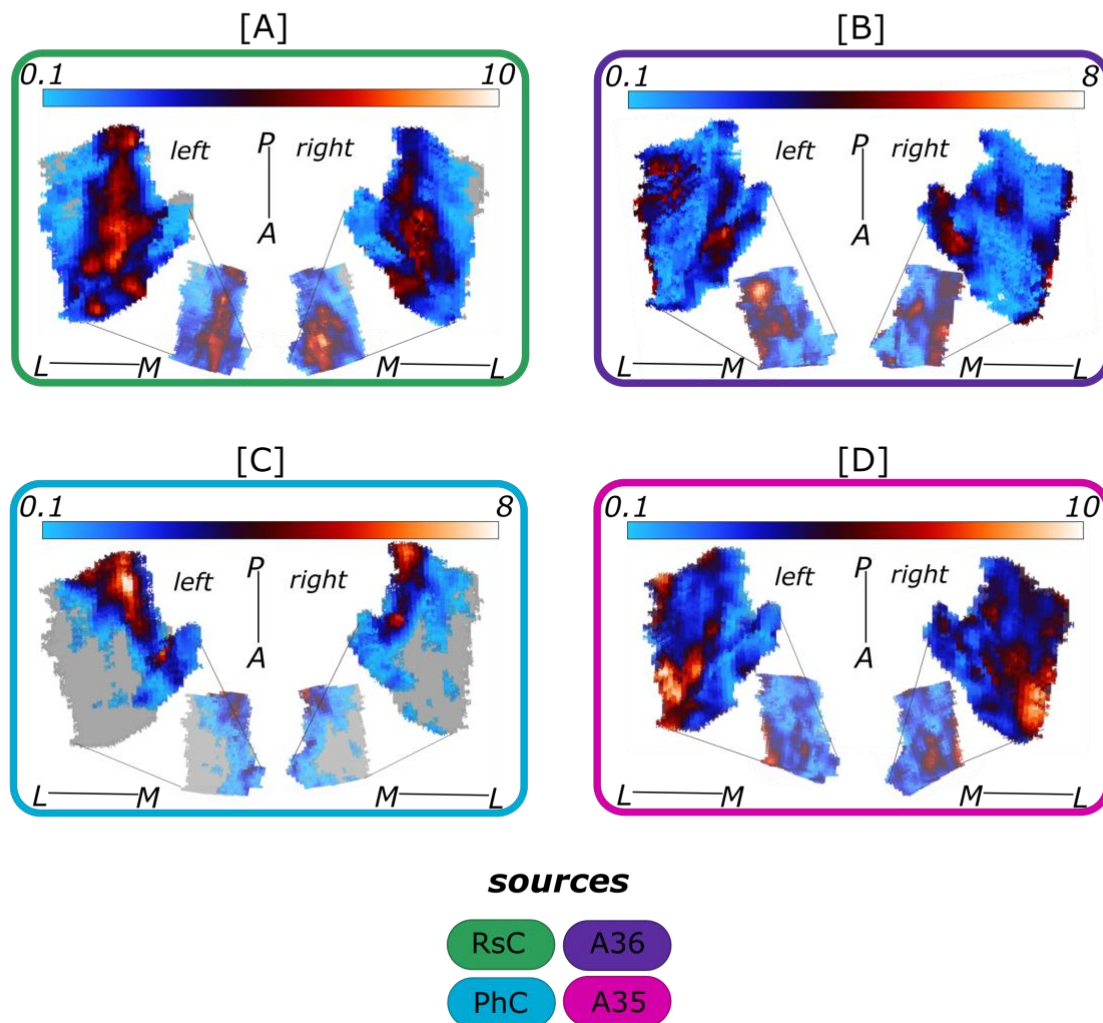 [A]
0.1 10
left P right
A
L M M L
[B]
0.1 8
left P right
A
L M M L
[C]
0.1 8
left P right
A
L M M L
[D]
0.1 10
left P right
A
L M M L
sources
RsC A36
PhC A35